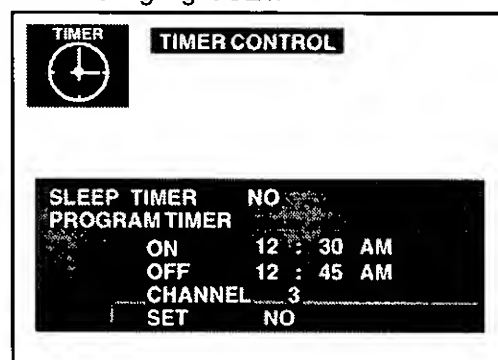 TIMER
TIMER CONTROL
SLEEP TIMER NO
PROGRAM TIMER
ON 12 : 30 AM
OFF 12 : 45 AM
CHANNEL 3
SET NO